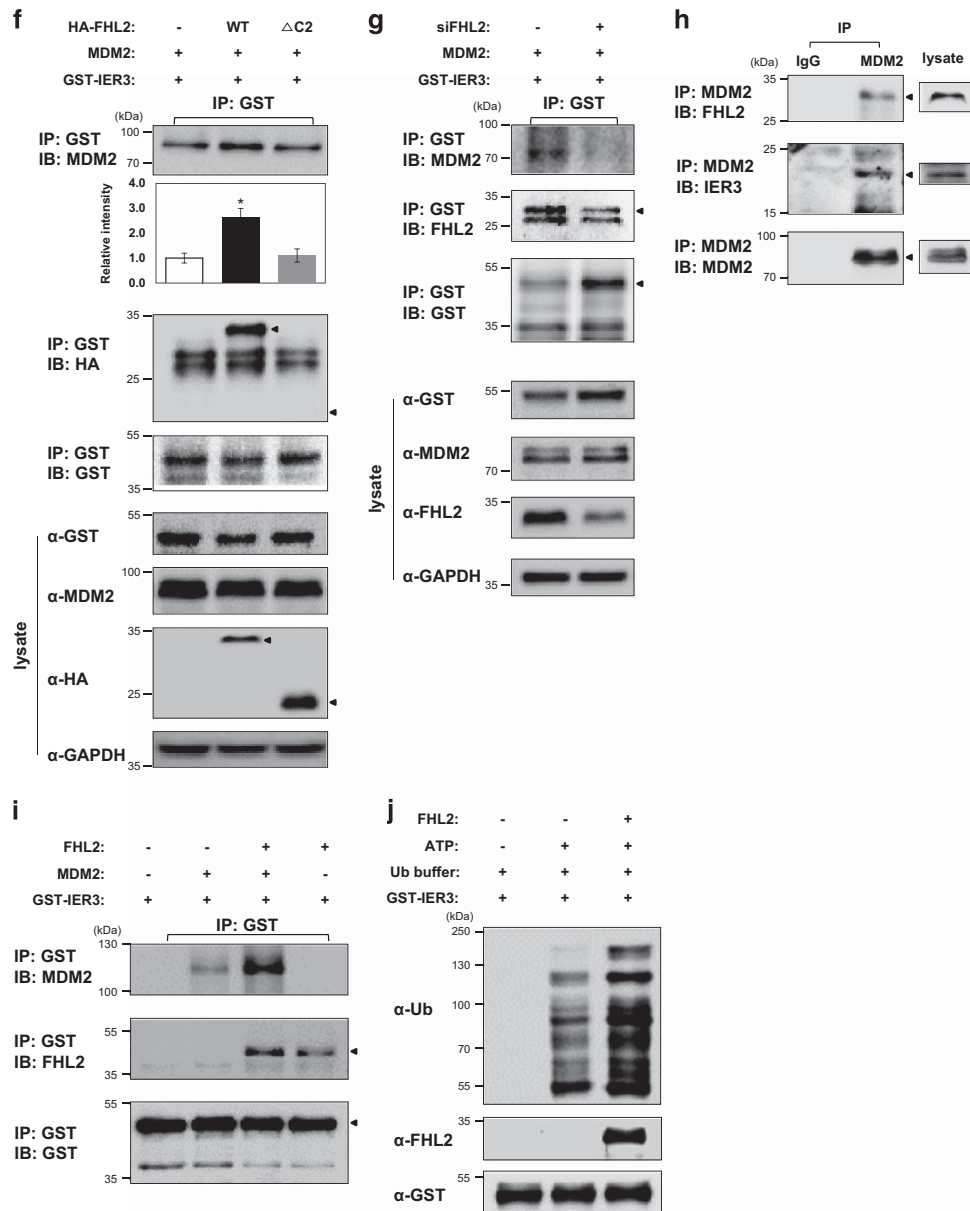 f
HA-FHL2: - WT △C2
MDM2: + + +
GST-IER3: + + +
IP: GST
(kDa)
IP: GST
IB: MDM2
100
70
Relative intensity
4.0
3.0
2.0
1.0
0.0
*
IP: GST
IB: HA
35
25
IP: GST
IB: GST
55
35
lysate
α-GST
55
α-MDM2
100
α-HA
35
25
α-GAPDH
35
g
siFHL2: - +
MDM2: + +
GST-IER3: + +
IP: GST
(kDa)
IP: GST
IB: MDM2
100
70
IP: GST
IB: FHL2
35
25
IP: GST
IB: GST
55
35
lysate
α-GST
55
α-MDM2
70
α-FHL2
35
α-GAPDH
35
h
IP
(kDa) IgG MDM2 lysate
IP: MDM2
IB: FHL2
35
25
IP: MDM2
IB: IER3
25
15
IP: MDM2
IB: MDM2
100
70
i
FHL2: - - + +
MDM2: - + + -
GST-IER3: + + + +
IP: GST
(kDa)
IP: GST
IB: MDM2
130
100
IP: GST
IB: FHL2
55
35
IP: GST
IB: GST
55
35
j
FHL2: - - +
ATP: - + +
Ub buffer: + + +
GST-IER3: + + +
(kDa)
α-Ub
250
130
100
70
55
α-FHL2
35
α-GST
55